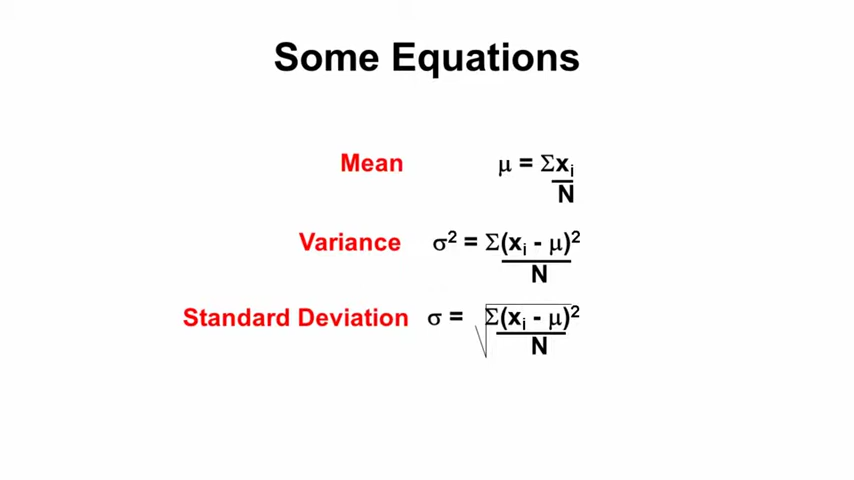 Some Equations
Mean μ = Σxᵢ
N
Variance σ² = Σ(xᵢ - μ)²
N
Standard Deviation σ = √Σ(xᵢ - μ)²
N